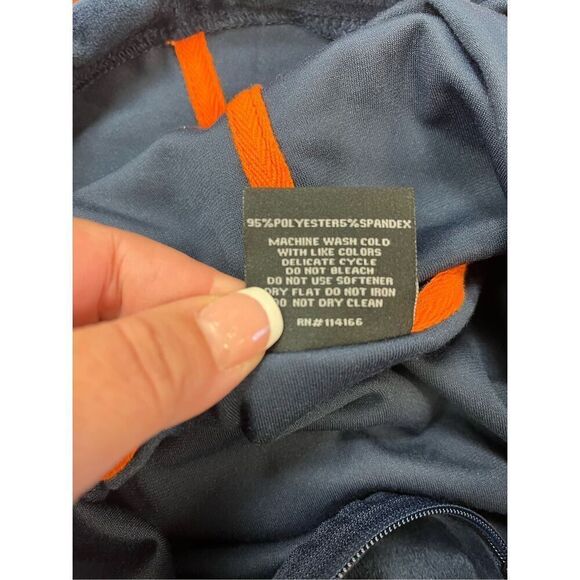 95%POLYESTER5%SPANDEX
MACHINE WASH COLD
WITH LIKE COLORS
DELICATE CYCLE
DO NOT BLEACH
DO NOT USE SOFTENER
DRY FLAT DO NOT IRON
DO NOT DRY CLEAN
RN#114166